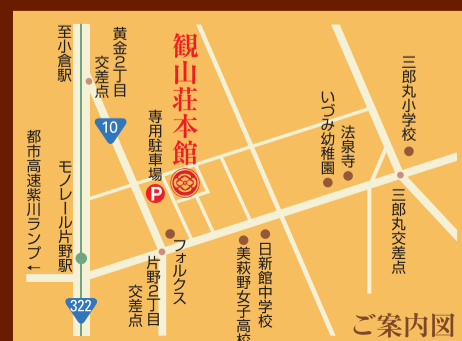 至小倉駅
黄金2丁目
交差点
10
観山荘本館
専用駐車場
P
いづみ幼稚園
法泉寺
三郎丸小学校
三郎丸交差点
都市高速紫川ランプ←
モノレール片野駅
322
フォルクス
片野2丁目
交差点
日新館中学校
美萩野女子高校
ご案内図